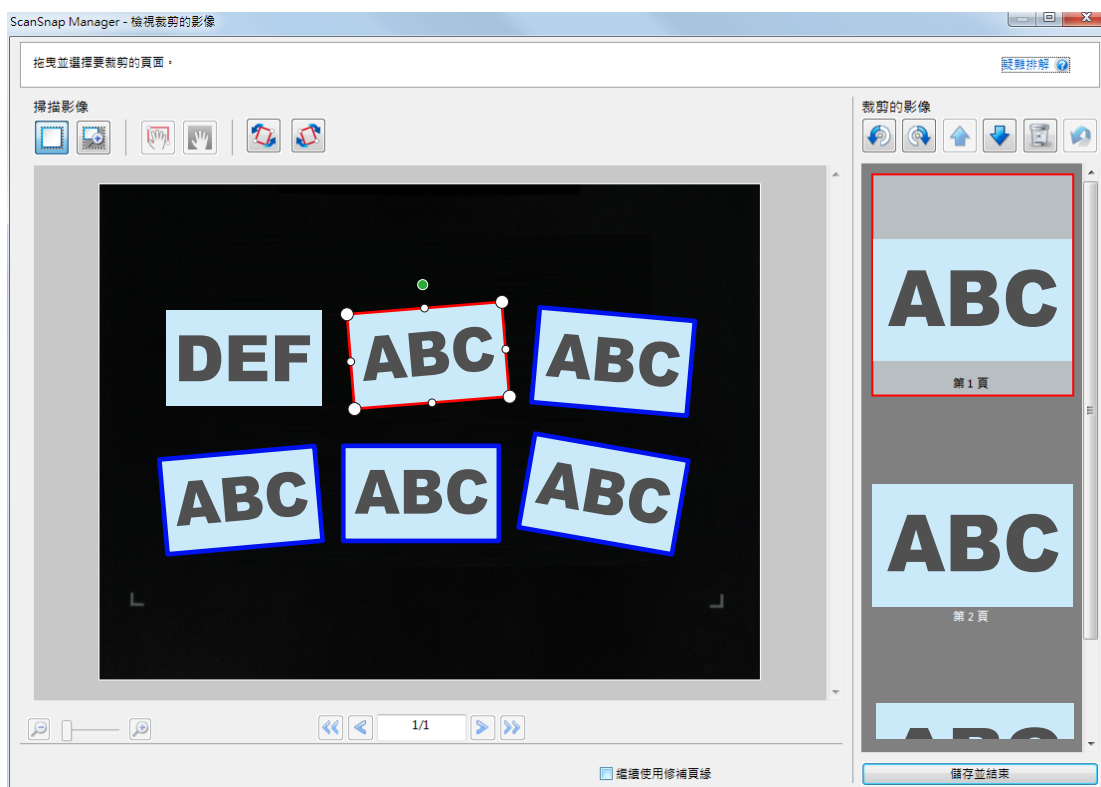 ScanSnap Manager - 檢視裁剪的影像
拖曳並選擇要裁剪的頁面。
疑難排解
掃描影像
裁剪的影像
DEF
ABC
ABC
ABC
ABC
ABC
ABC
第 1 頁
ABC
第 2 頁
ABC
1/1
繼續使用修補頁緣
儲存並結束